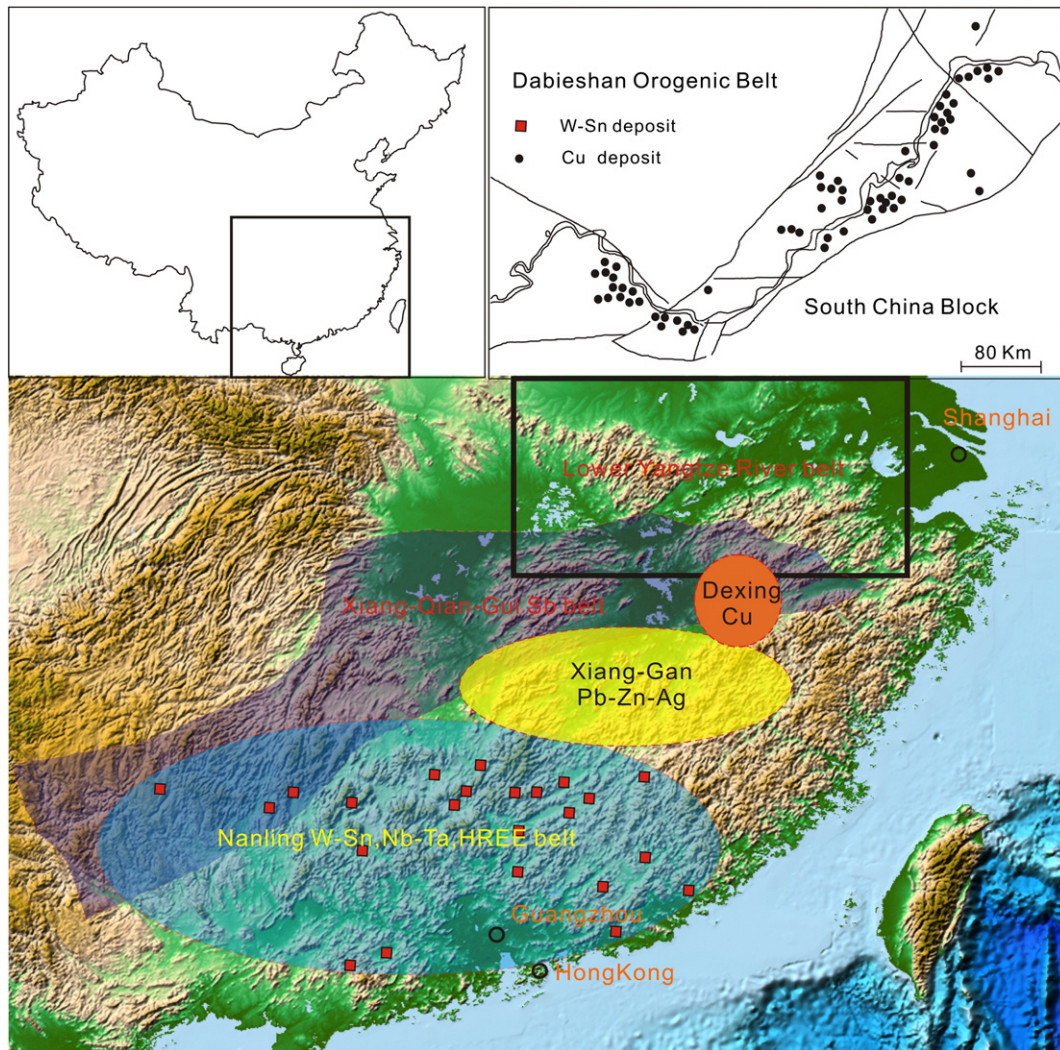 Dabieshan Orogenic Belt
W-Sn deposit
Cu deposit
South China Block
80 Km
Shanghai
Lower Yangtze River belt
Dexing
Cu
Xiang-Qian-Gui Sb belt
Xiang-Gan
Pb-Zn-Ag
Nanling W-Sn,Nb-Ta,HREE belt
Guangzhou
HongKong